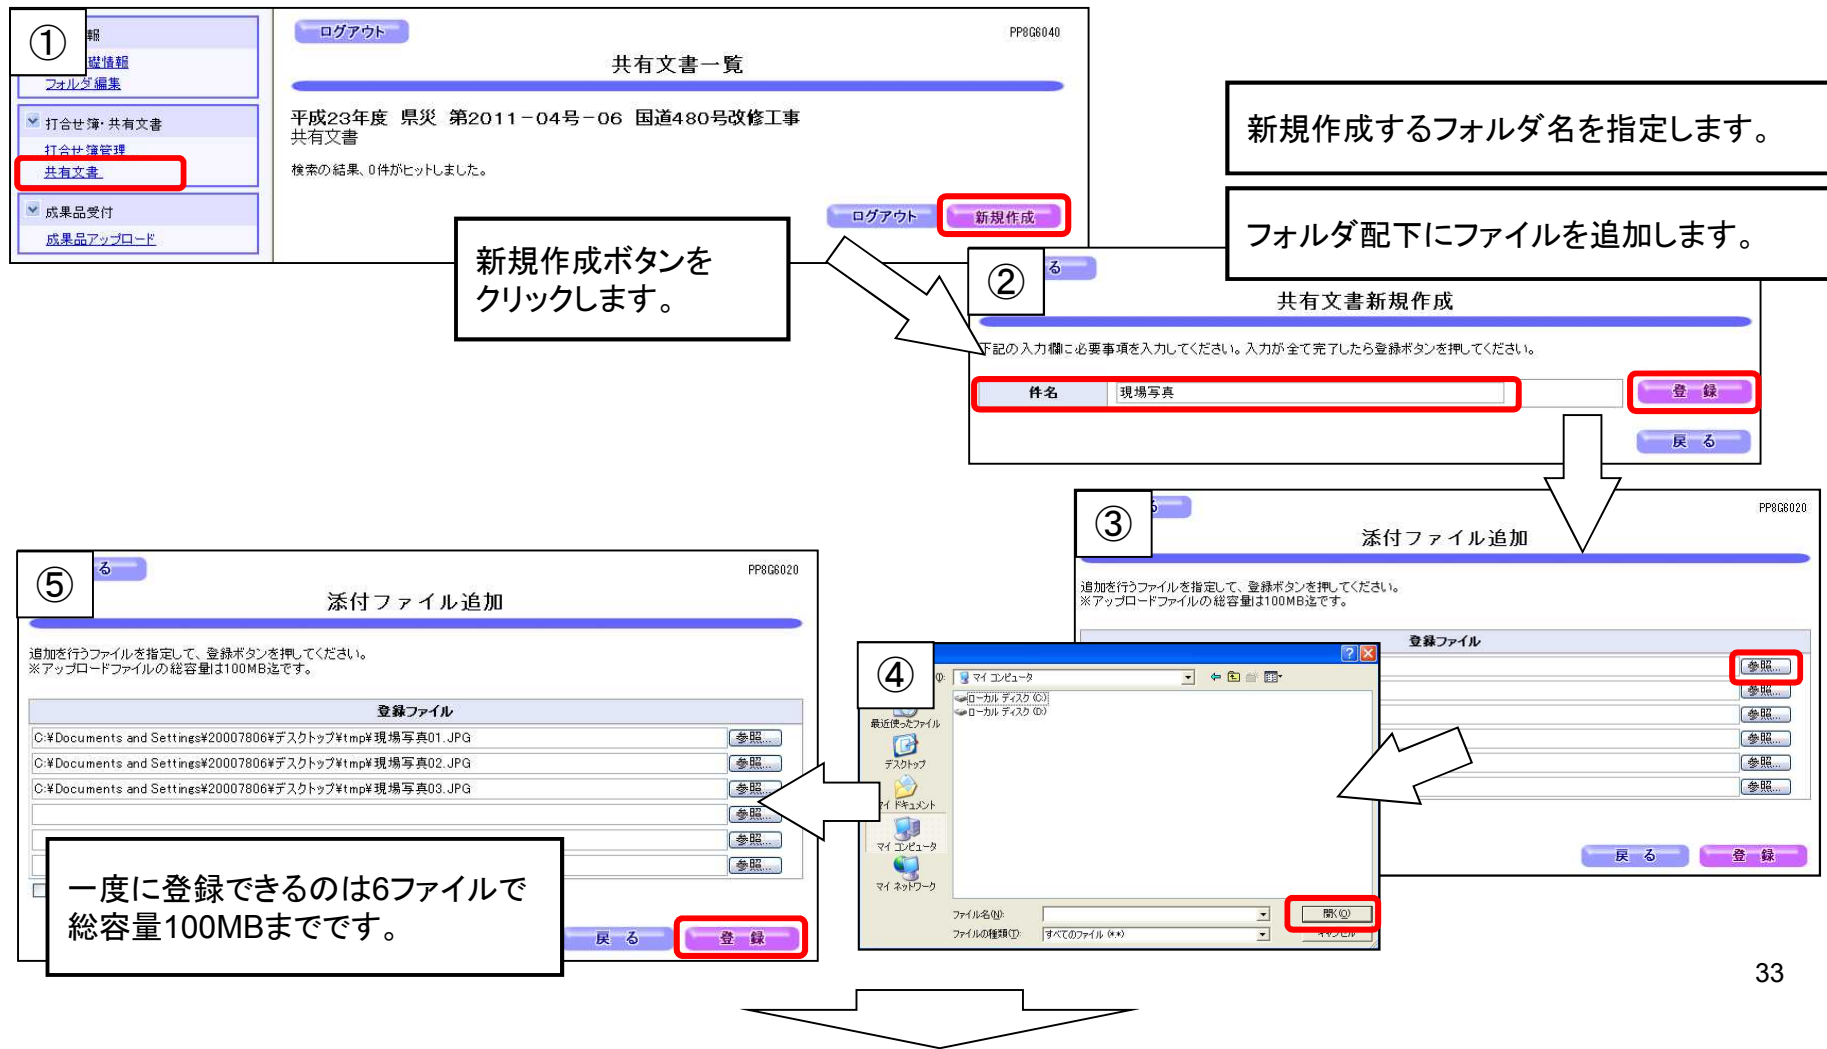 ①
報
礎情報
フォルダ編集
打合せ簿・共有文書
打合せ簿管理
共有文書
成果品受付
成果品アップロード
ログアウト
PP8G6040
共有文書一覧
平成23年度 県災 第2011-04号-06 国道480号改修工事
共有文書
検索の結果、0件がヒットしました。
ログアウト
新規作成
新規作成ボタンを
クリックします。
新規作成するフォルダ名を指定します。
フォルダ配下にファイルを追加します。
②
る
共有文書新規作成
下記の入力欄に必要事項を入力してください。入力が全て完了したら登録ボタンを押してください。
件名
現場写真
登 録
戻 る
③
る
PP8G6020
添付ファイル追加
追加を行うファイルを指定して、登録ボタンを押してください。
※アップロードファイルの総容量は100MB迄です。
登録ファイル
参照...
参照...
参照...
参照...
参照...
参照...
戻 る
登 録
④
マイ コンピュータ
ローカル ディスク (C:)
ローカル ディスク (D:)
最近使ったファイル
デスクトップ
マイ ドキュメント
マイ コンピュータ
マイ ネットワーク
ファイル名(N):
開く(O)
ファイルの種類(T):
すべてのファイル (*.*)
キャンセル
⑤
る
PP8G6020
添付ファイル追加
追加を行うファイルを指定して、登録ボタンを押してください。
※アップロードファイルの総容量は100MB迄です。
登録ファイル
C:¥Documents and Settings¥20007806¥デスクトップ¥tmp¥現場写真01.JPG
参照...
C:¥Documents and Settings¥20007806¥デスクトップ¥tmp¥現場写真02.JPG
参照...
C:¥Documents and Settings¥20007806¥デスクトップ¥tmp¥現場写真03.JPG
参照...
参照...
参照...
参照...
一度に登録できるのは6ファイルで
総容量100MBまでです。
戻 る
登 録
33